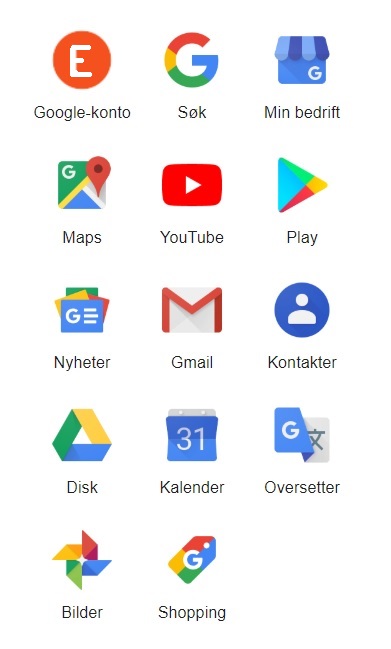 E
Google-konto
G
Søk
G
Min bedrift
G
Maps
YouTube
Play
G
Nyheter
Gmail
Kontakter
Disk
31
Kalender
G 文
Oversetter
Bilder
G
Shopping